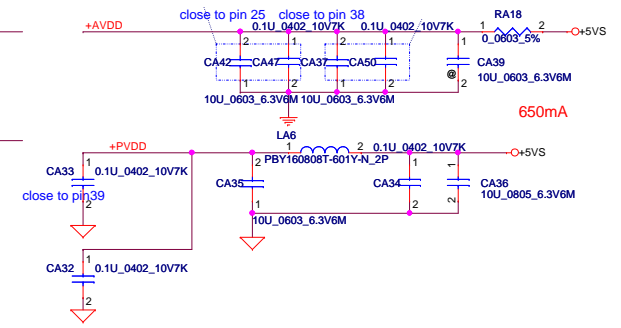 close to pin 25 close to pin 38
RA18
+AVDD 0.1U_0402_10V7K 0.1U_0402_10V7K 1 2 +5VS
0_0603_5%
2 1 2 1 1
CA42 CA47 CA37 CA50 CA39
@ 10U_0603_6.3V6M
1 2 1 2 2
10U_0603_6.3V6M 10U_0603_6.3V6M
650mA
LA6
+PVDD 1 2 0.1U_0402_10V7K +5VS
PBY160808T-601Y-N_2P
CA33 1 0.1U_0402_10V7K 2 1 1
CA35 CA34 CA36
close to pin39 10U_0805_6.3V6M
2 1 2 2
10U_0603_6.3V6M
CA32 1 0.1U_0402_10V7K
2